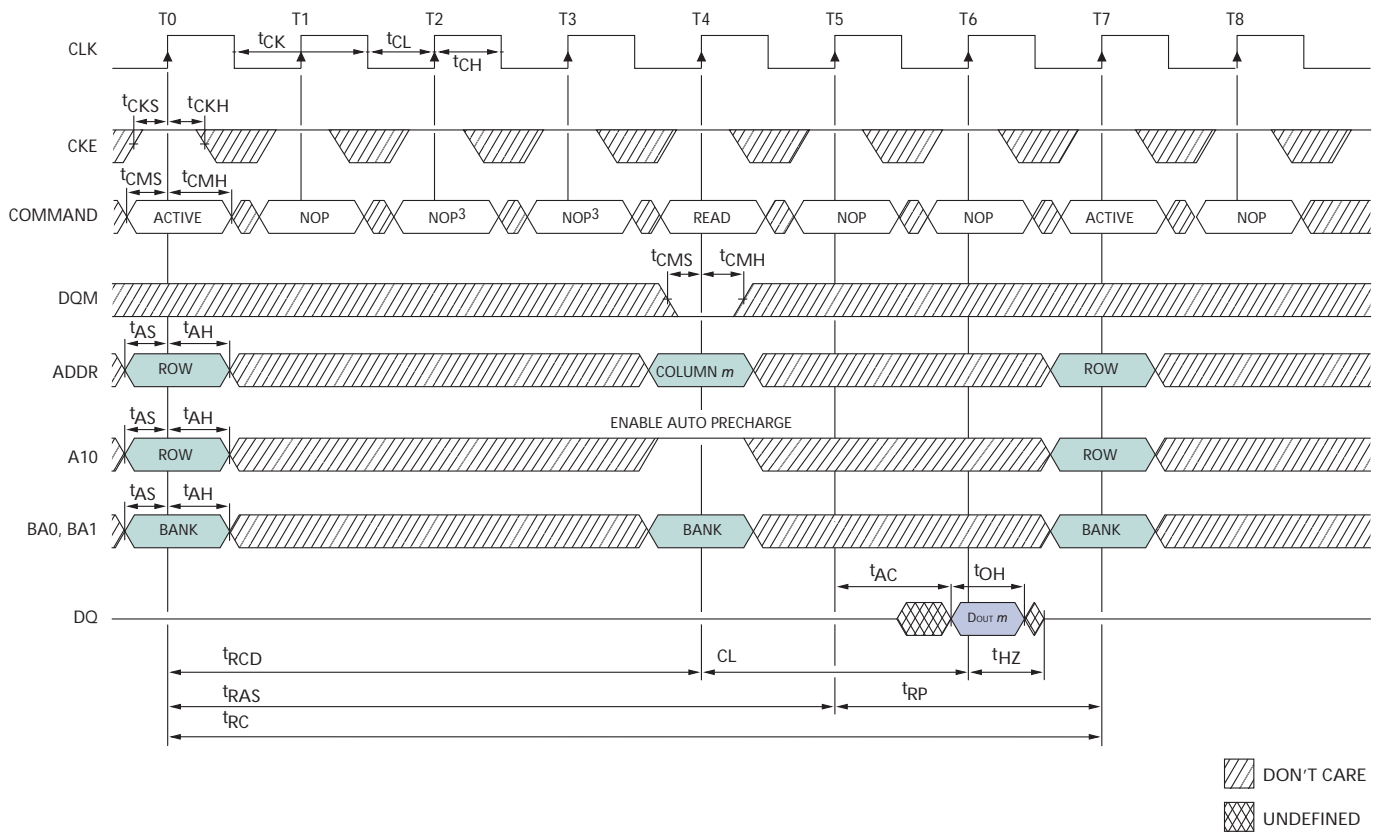 T0 T1 T2 T3 T4 T5 T6 T7 T8
CLK
tCK tCL
tCH
tCKS tCKH
CKE
tCMS tCMH
COMMAND ACTIVE NOP NOP3 NOP3 READ NOP NOP ACTIVE NOP
tCMS tCMH
DQM
tAS tAH
ADDR ROW COLUMN m ROW
tAS tAH ENABLE AUTO PRECHARGE
A10 ROW ROW
tAS tAH
BA0, BA1 BANK BANK BANK
tAC tOH
DQ DOUT m
tRCD CL tHZ
tRAS tRP
tRC
DON'T CARE
UNDEFINED